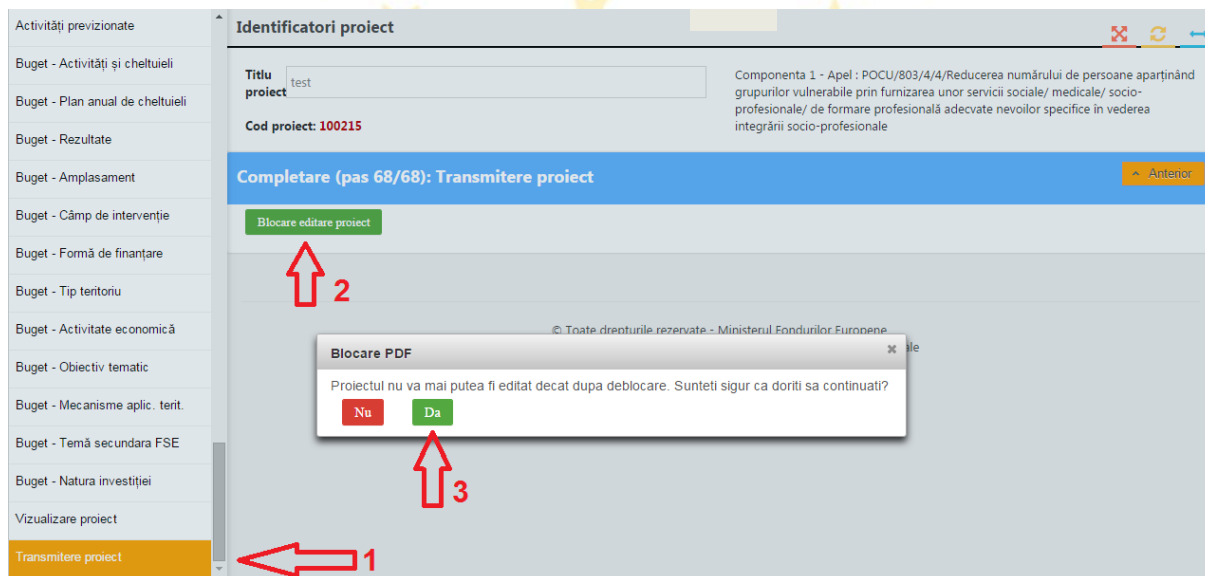 Activități previzionate
Buget - Activități și cheltuieli
Buget - Plan anual de cheltuieli
Buget - Rezultate
Buget - Amplasament
Buget - Câmp de intervenție
Buget - Formă de finanțare
Buget - Tip teritoriu
Buget - Activitate economică
Buget - Obiectiv tematic
Buget - Mecanisme aplic. terit.
Buget - Temă secundara FSE
Buget - Natura investiției
Vizualizare proiect
Transmitere proiect
1
Identificatori proiect
Titlu
proiect
test
Cod proiect: 100215
Componenta 1 - Apel : POCU/803/4/4/Reducerea numărului de persoane aparținând
grupurilor vulnerabile prin furnizarea unor servicii sociale/ medicale/ socio-
profesionale/ de formare profesională adecvate nevoilor specifice în vederea
integrării socio-profesionale
Completare (pas 68/68): Transmitere proiect
Anterior
Blocare editare proiect
2
© Toate drepturile rezervate - Ministerul Fondurilor Europene
ale
Blocare PDF
Proiectul nu va mai putea fi editat decat dupa deblocare. Sunteti sigur ca doriti sa continuati?
Nu
Da
3